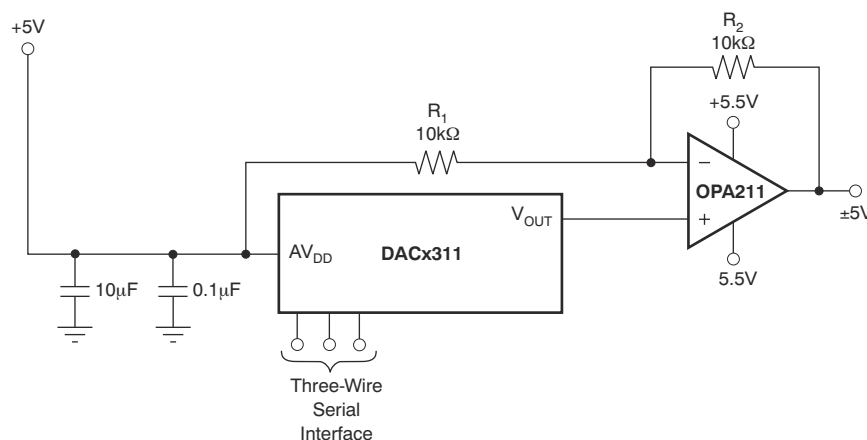 +5V
R2
10kΩ
+5.5V
R1
10kΩ
OPA211
±5V
VOUT
AVDD
DACx311
5.5V
10µF
0.1µF
Three-Wire
Serial
Interface